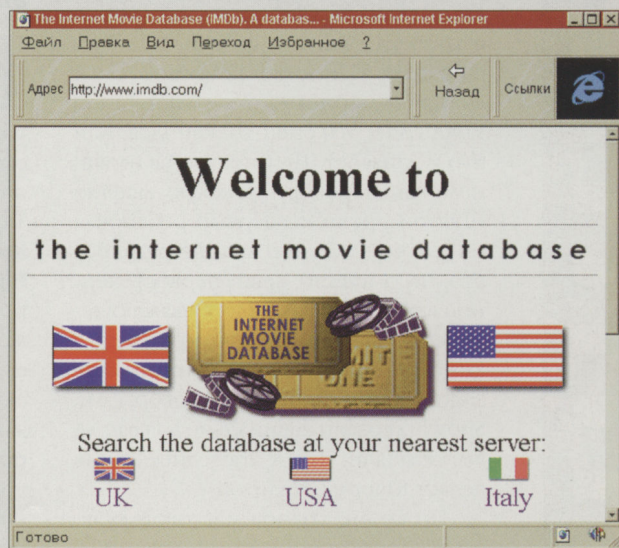 The Internet Movie Database (IMDb). A databas... - Microsoft Internet Explorer
Файл Правка Вид Переход Избранное ?
Адрес http://www.imdb.com/ Назад Ссылки
Welcome to
the internet movie database
THE
INTERNET
MOVIE
DATABASE
MIT
ONE
Search the database at your nearest server:
UK USA Italy
Готово